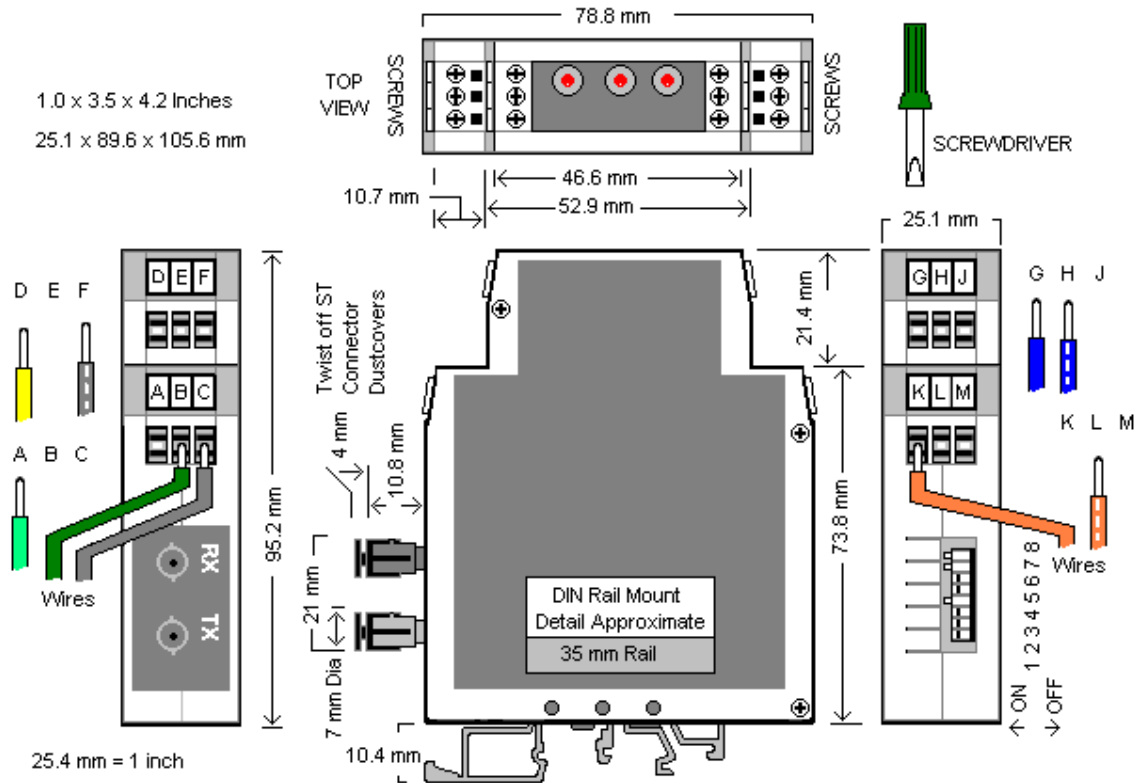 78.8 mm
TOP
VIEW
SCREWS
SCREWS
1.0 x 3.5 x 4.2 Inches
25.1 x 89.6 x 105.6 mm
SCREWDRIVER
46.6 mm
10.7 mm
52.9 mm
25.1 mm
D E F
D E F
A B C
A B C
Wires
RX
TX
95.2 mm
Twist off ST
Connector
Dustcovers
4 mm
10.8 mm
21 mm
7 mm Dia
10.4 mm
DIN Rail Mount
Detail Approximate
35 mm Rail
21.4 mm
73.8 mm
G H J
G H J
K L M
K L M
Wires
1 2 3 4 5 6 7 8
ON
OFF
25.4 mm = 1 inch